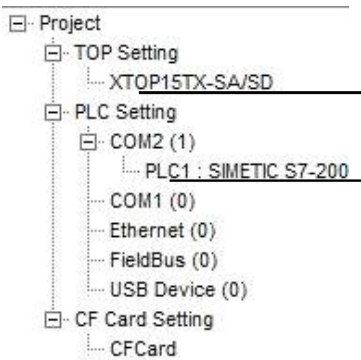 Project
TOP Setting
XTOP15TX-SA/SD
PLC Setting
COM2 (1)
PLC1 : SIMETIC S7-200
COM1 (0)
Ethernet (0)
FieldBus (0)
USB Device (0)
CF Card Setting
CFCard